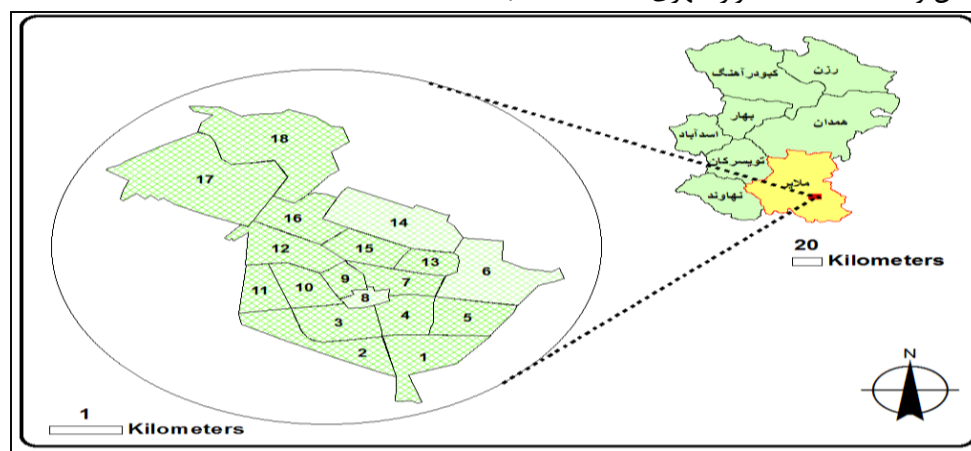 کبودرآهنگ
رزن
بهار
همدان
اسدآباد
تویسرکان
ملایر
نهاوند
20
Kilometers
18
17
16
14
15
12
13
6
9
7
11
10
8
3
4
5
2
1
N
1
Kilometers